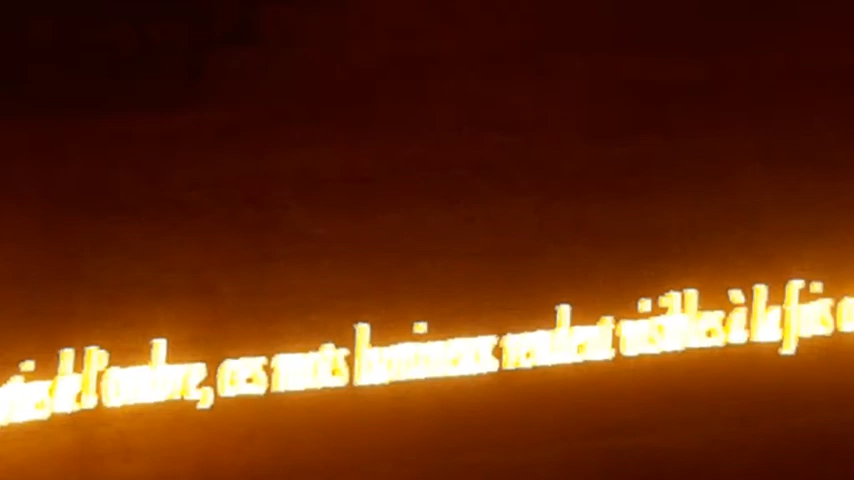 de l'ombre, ces mots lumineux rendent visibles à la fois